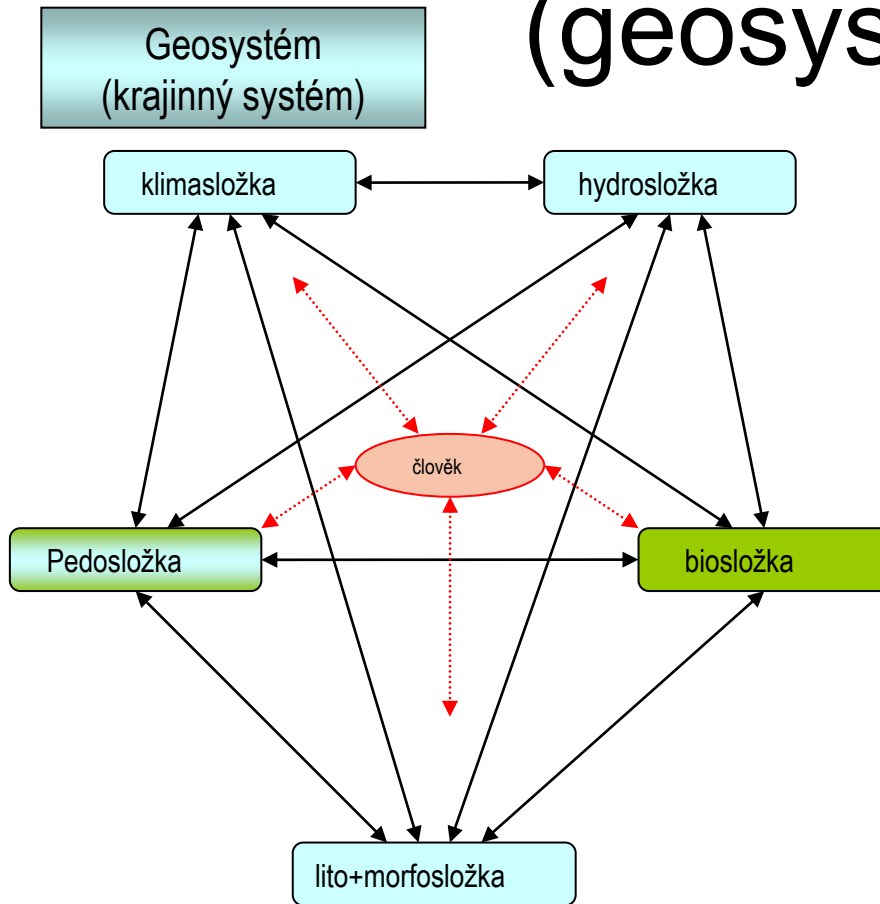 (geosys
Geosystém
(krajinný systém)
klimasložka
hydrosložka
člověk
Pedosložka
biosložka
lito+morfosložka